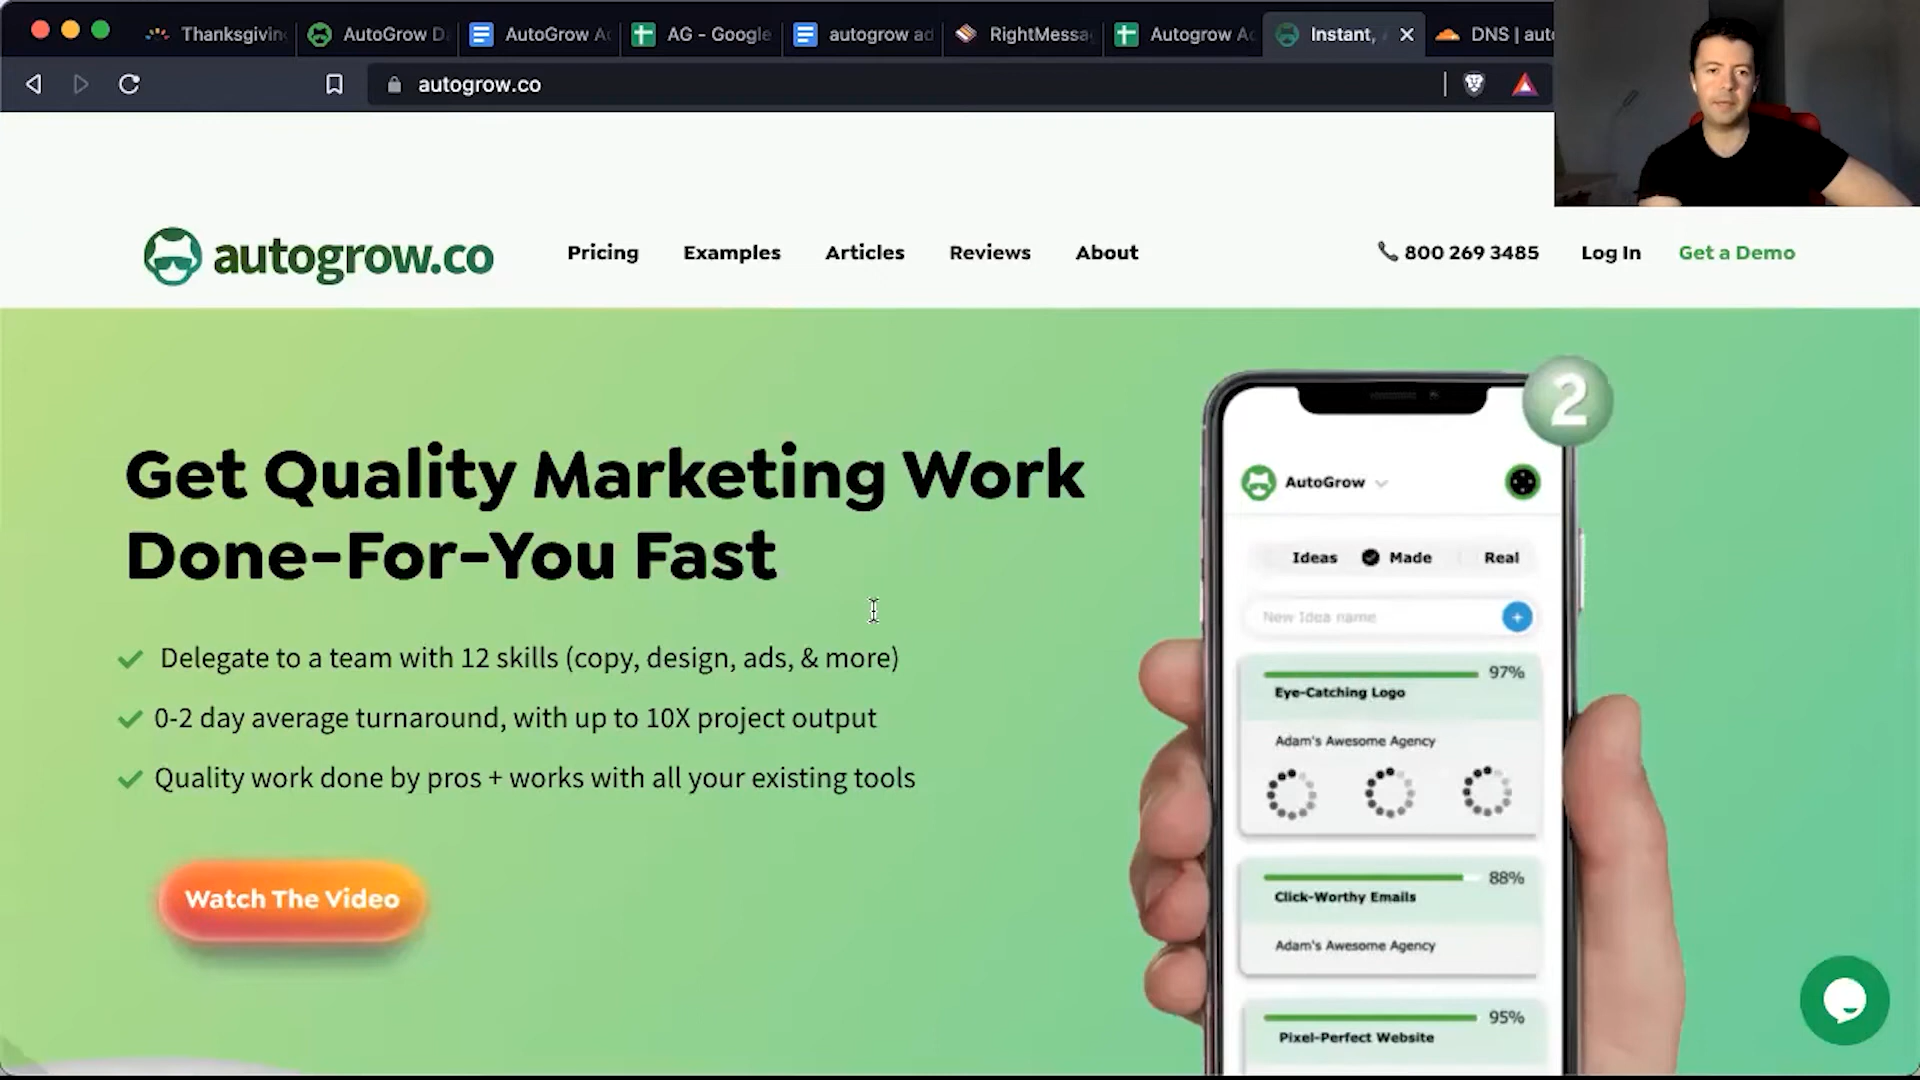 Thanksgivin
AutoGrow D
AutoGrow Ac
AG - Google
autogrow ad
RightMessa
Autogrow Ac
Instant,
DNS | auto
autogrow.co
autogrow.co
Pricing
Examples
Articles
Reviews
About
800 269 3485
Log In
Get a Demo
Get Quality Marketing Work
Done-For-You Fast
Delegate to a team with 12 skills (copy, design, ads, & more)
0-2 day average turnaround, with up to 10X project output
Quality work done by pros + works with all your existing tools
Watch The Video
2
AutoGrow
Ideas
Made
Real
New Idea name
97%
Eye-Catching Logo
Adam's Awesome Agency
88%
Click-Worthy Emails
Adam's Awesome Agency
95%
Pixel-Perfect Website